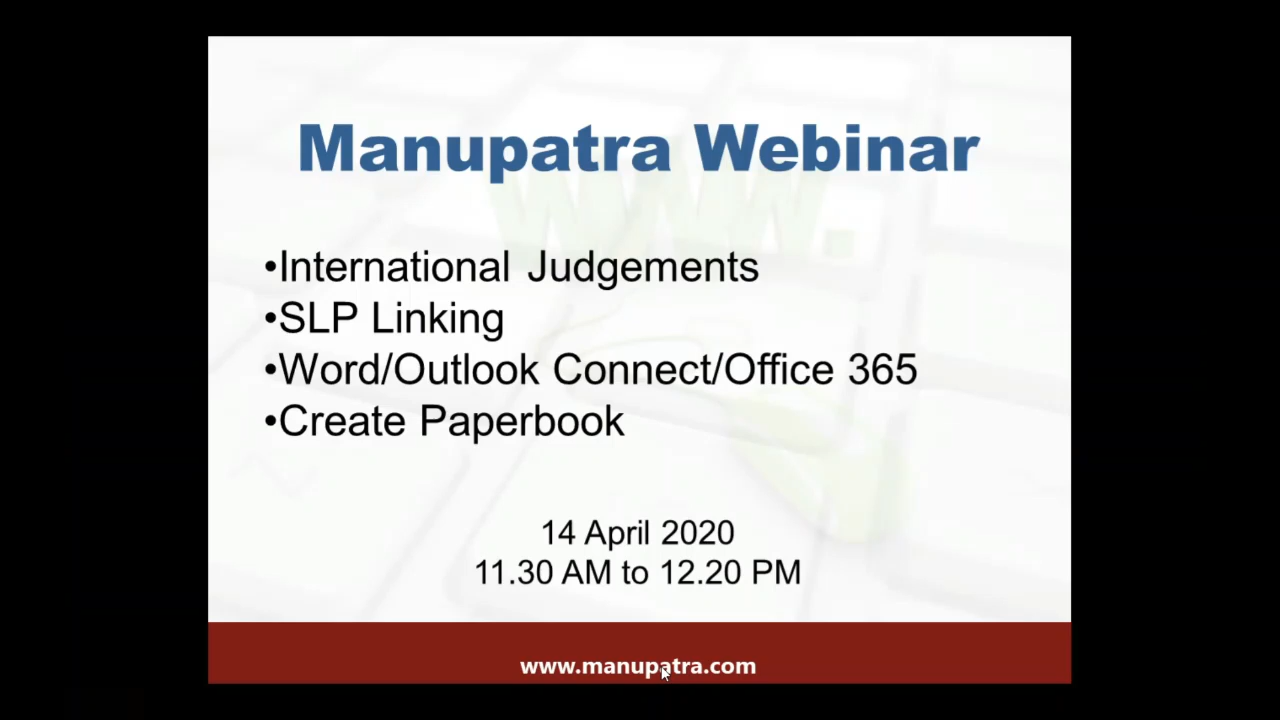 Manupatra Webinar
•International Judgements
•SLP Linking
•Word/Outlook Connect/Office 365
•Create Paperbook
14 April 2020
11.30 AM to 12.20 PM
www.manupatra.com